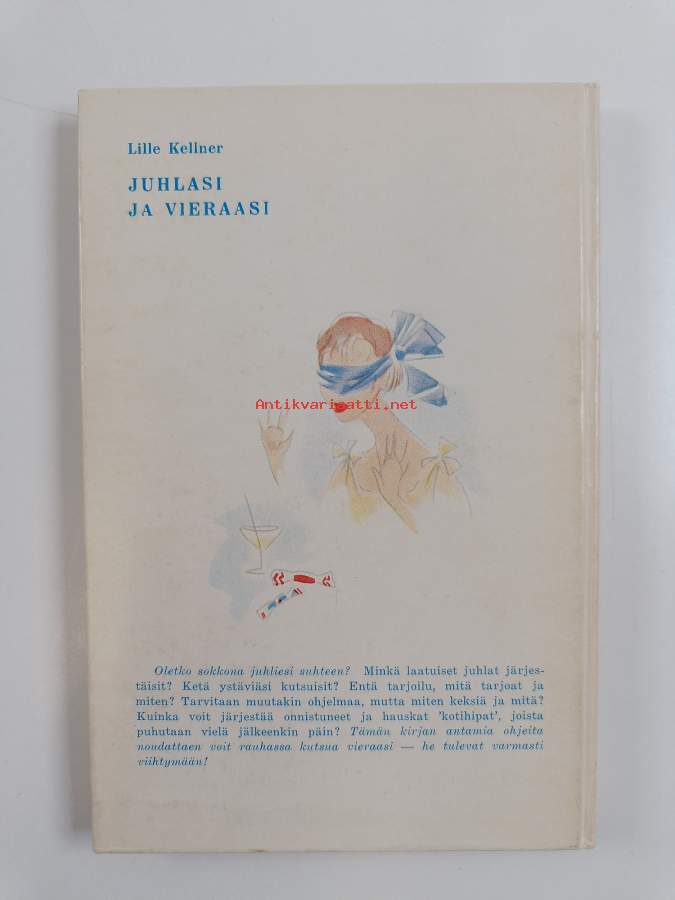 Lille Kellner
JUHLASI
JA VIERAASI
Antikvariaatti.net
Oletko sokkona juhliesi suhteen? Minkä laatuiset juhlat järjes-
täisit? Ketä ystäviäsi kutsuisit? Entä tarjoilu, mitä tarjoat ja
miten? Tarvitaan muutakin ohjelmaa, mutta miten keksiä ja mitä?
Kuinka voit järjestää onnistuneet ja hauskat 'kotihipat', joista
puhutaan vielä jälkeenkin päin? Tämän kirjan antamia ohjeita
noudattaen voit rauhassa kutsua vieraasi — he tulevat varmasti
viihtymään!